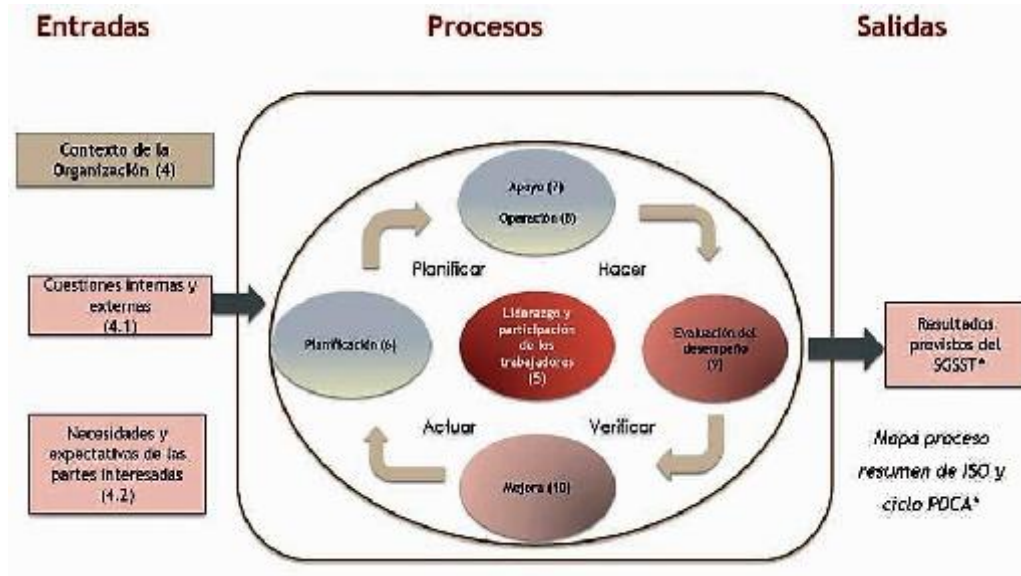 Entradas
Procesos
Salidas
Contexto de la
Organización (4)
Cuestiones internas y
externas
(4.1)
Necesidades y
expectativas de las
partes interesadas
(4.2)
Apoyo (7)
Operación (8)
Planificar
Hacer
Planificación (6)
Liderazgo y
participación
de los
trabajadores
(5)
Evaluación del
desempeño
(9)
Actuar
Verificar
Mejora (10)
Resultados
previstos del
SGSST*
Mapa proceso
resumen de ISO y
ciclo PDCA*